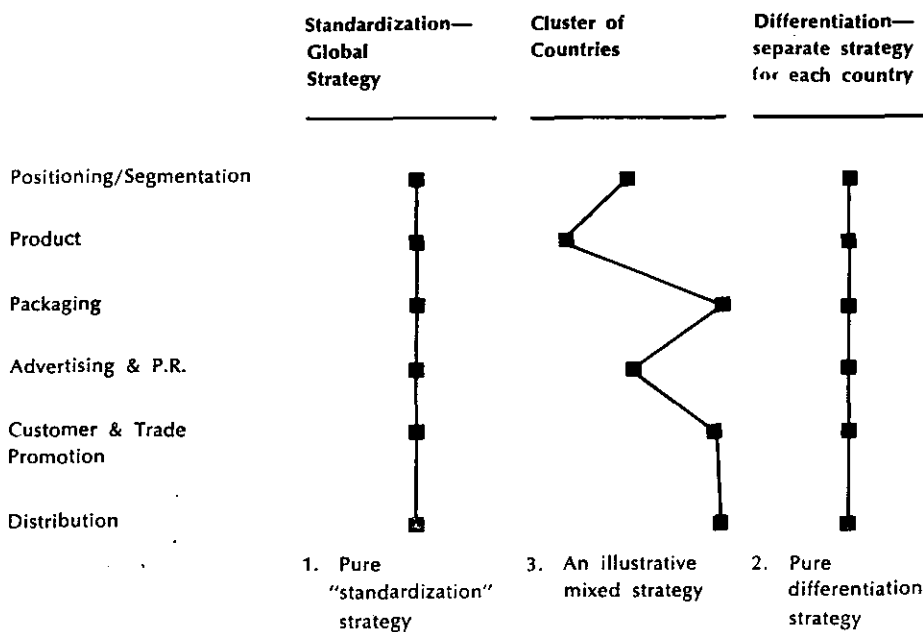 Standardization—
Global
Strategy
Cluster of
Countries
Differentiation—
separate strategy
for each country
Positioning/Segmentation
Product
Packaging
Advertising & P.R.
Customer & Trade
Promotion
Distribution
1. Pure
"standardization"
strategy
3. An illustrative
mixed strategy
2. Pure
differentiation
strategy